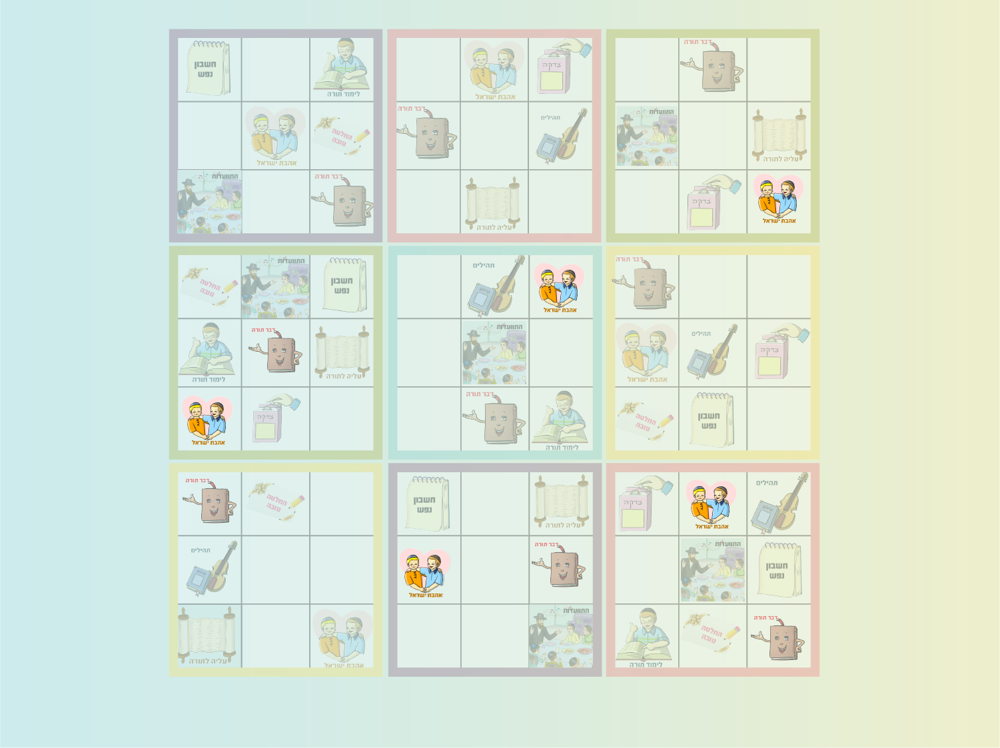 דבר תורה
צדקה
אהבת ישראל
לימוד תורה
חשבון
נפש
עליה לתורה
התוועדות
תהילים
דבר תורה
החלטה
טובה
אהבת ישראל
אהבת ישראל
צדקה
עליה לתורה
דבר תורה
התוועדות
דבר תורה
אהבת ישראל
תהילים
חשבון
נפש
התוועדות
החלטה
טובה
צדקה
תהילים
אהבת ישראל
התוועדות
עליה לתורה
דבר תורה
לימוד תורה
חשבון
נפש
החלטה
טובה
לימוד תורה
דבר תורה
צדקה
אהבת ישראל
תהילים
אהבת ישראל
צדקה
עליה לתורה
חשבון
נפש
החלטה
טובה
דבר תורה
חשבון
נפש
התוועדות
דבר תורה
אהבת ישראל
תהילים
דבר תורה
החלטה
טובה
לימוד תורה
התוועדות
אהבת ישראל
עליה לתורה